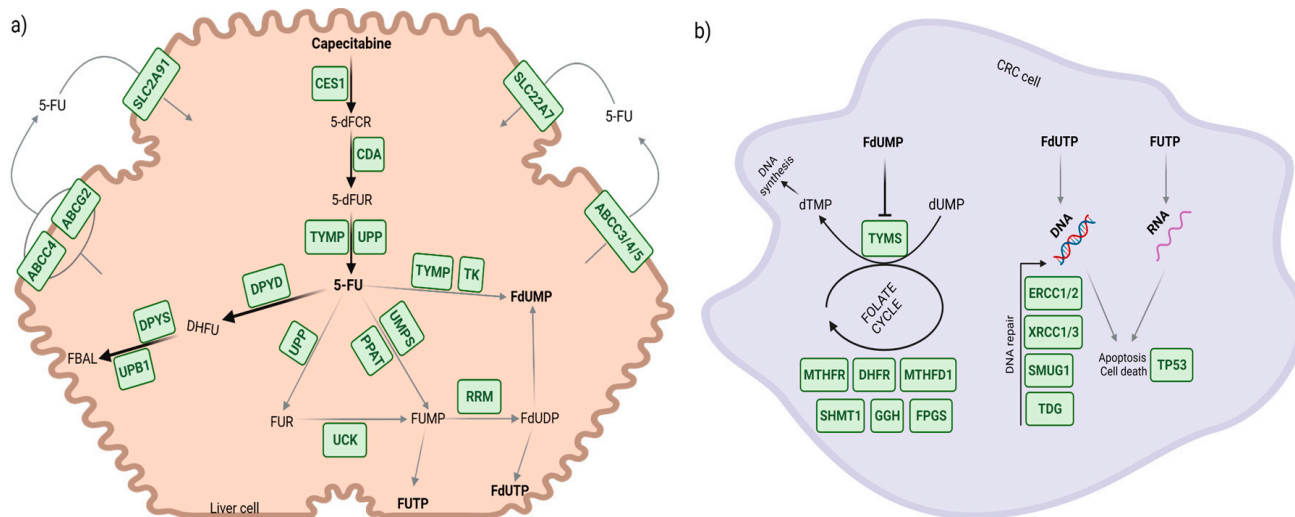 a)
Capecitabine
SLC2A91
CES1
SLC22A7
5-FU
5-FU
5-dFCR
CDA
5-dFUR
ABCG2
ABCC4
ABCC3/4/5
TYMP
UPP
5-FU
TYMP
TK
FdUMP
DPYD
DHFU
DPYS
FBAL
UPB1
UPP
PPAT
UMPS
RRM
FUR
FUMP
FdUDP
UCK
FUTP
FdUTP
Liver cell
b)
CRC cell
FdUMP
FdUTP
FUTP
DNA
synthesis
dTMP
dUMP
TYMS
DNA
RNA
FOLATE
CYCLE
DNA repair
ERCC1/2
XRCC1/3
SMUG1
TDG
Apoptosis
Cell death
TP53
MTHFR
DHFR
MTHFD1
SHMT1
GGH
FPGS